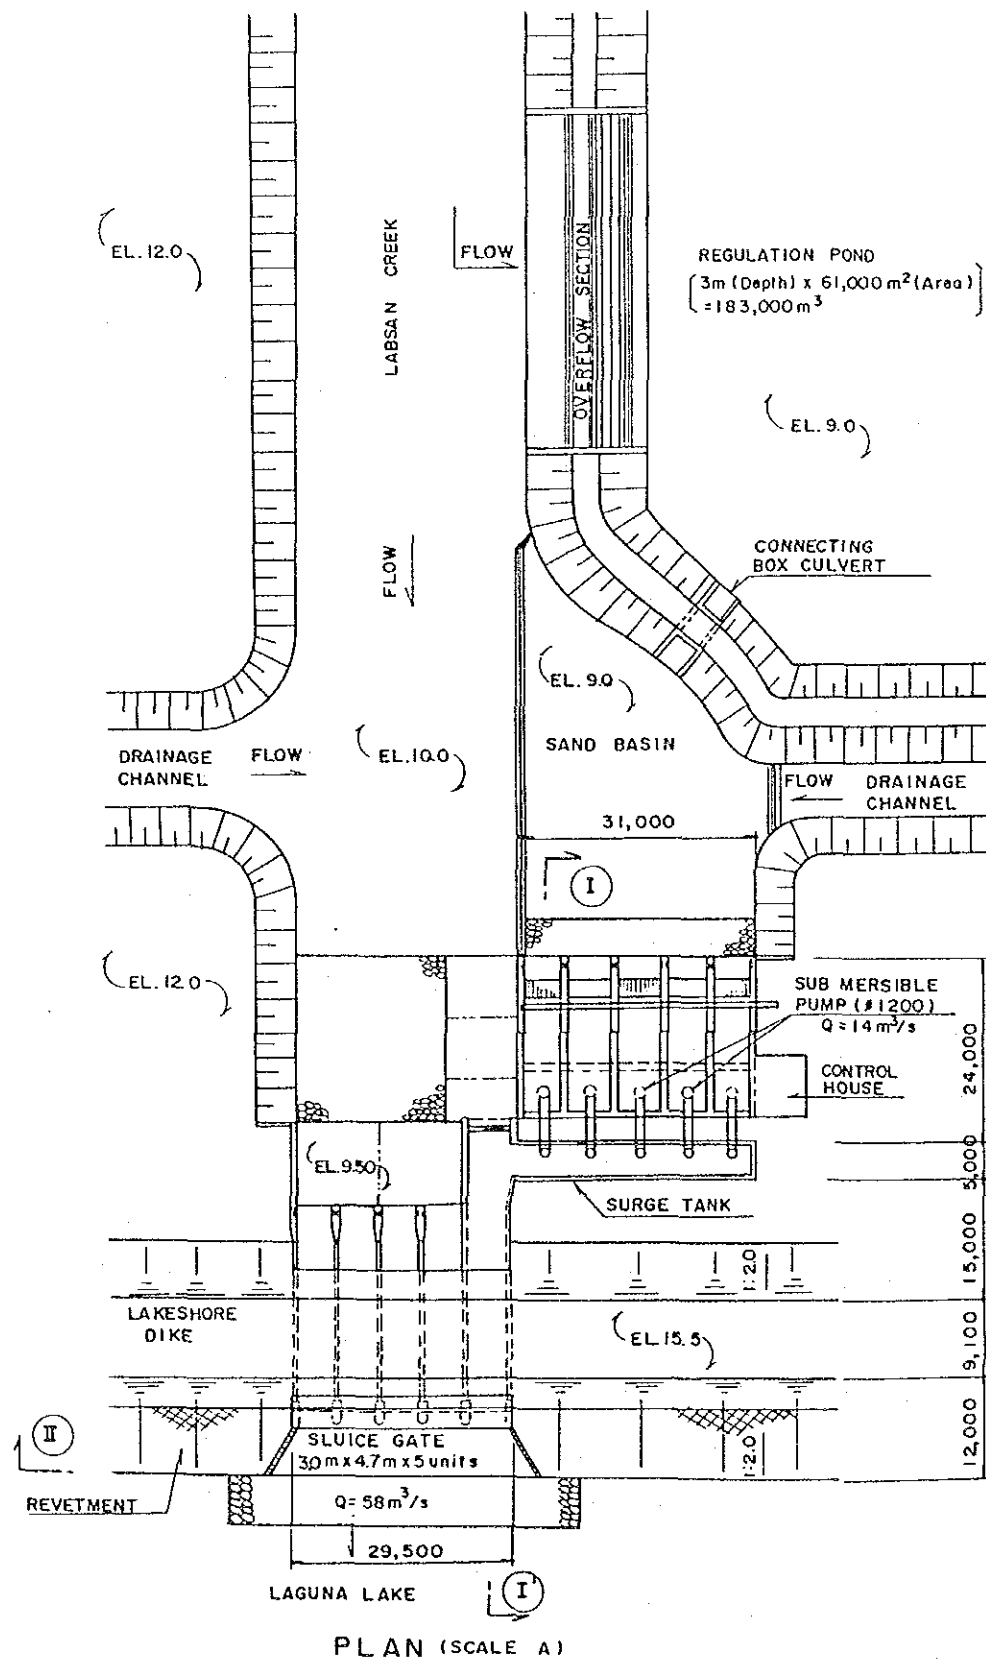 LABSAN CREEK
FLOW
OVERFLOW SECTION
EL.12.0
REGULATION POND
3m (Depth) x 61,000 m² (Area)
=183,000 m³
EL.9.0
FLOW
CONNECTING
BOX CULVERT
EL.9.0
SAND BASIN
DRAINAGE
CHANNEL
FLOW
EL.10.0
FLOW
DRAINAGE
CHANNEL
31,000
I
EL.12.0
SUB MERSIBLE
PUMP (#1200)
Q=14 m³/s
CONTROL
HOUSE
24,000
EL.9.50
SURGE TANK
5,000
15,000
1:2.0
LAKESHORE
DIKE
EL.15.5
9,100
II
SLUICE GATE
3.0m x 4.7m x 5 units
1:2.0
12,000
REVETMENT
Q=58 m³/s
29,500
LAGUNA LAKE
I'
PLAN (SCALE A)